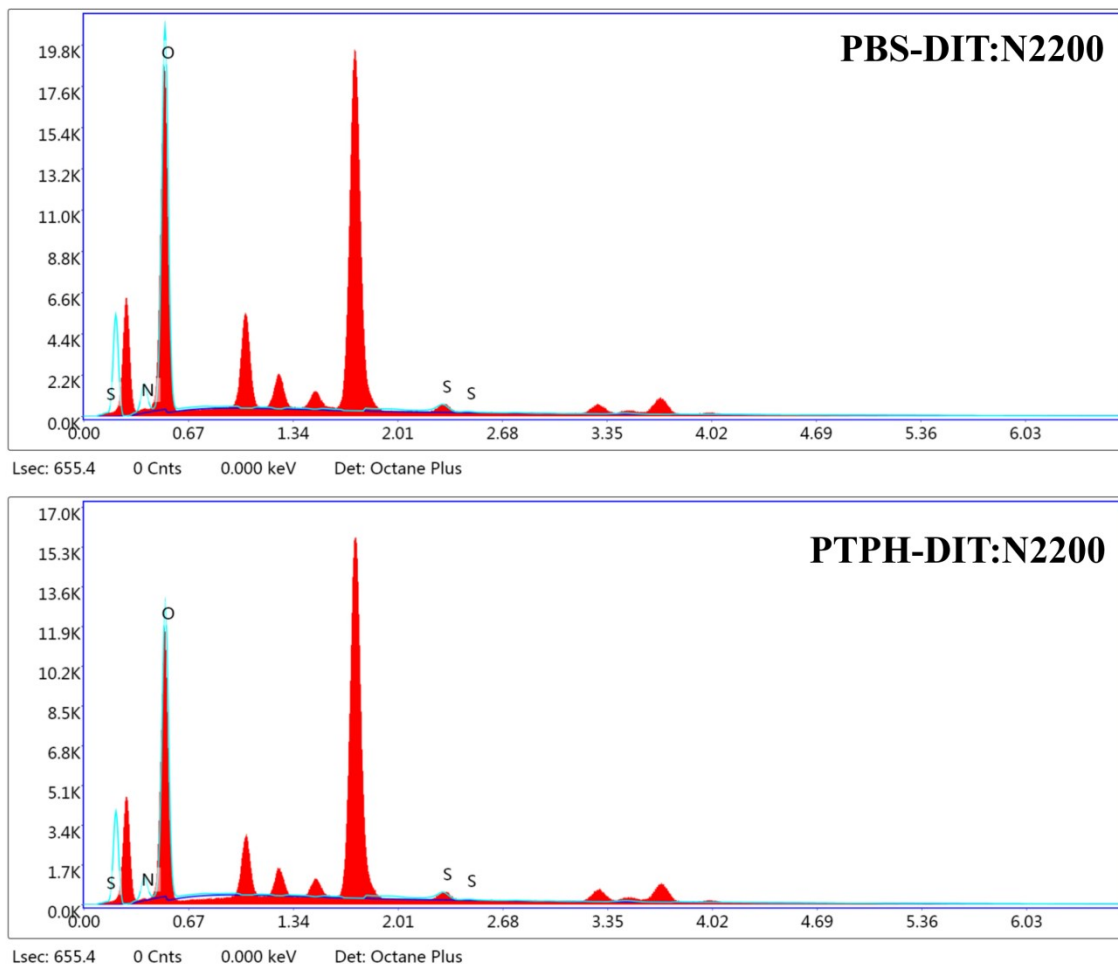 PBS-DIT:N2200
19.8K
17.6K
15.4K
13.2K
11.0K
8.8K
6.6K
4.4K
2.2K
0.0K
O
S
N
S
S
0.00 0.67 1.34 2.01 2.68 3.35 4.02 4.69 5.36 6.03
Lsec: 655.4 0 Cnts 0.000 keV Det: Octane Plus
PTPH-DIT:N2200
17.0K
15.3K
13.6K
11.9K
10.2K
8.5K
6.8K
5.1K
3.4K
1.7K
0.0K
O
S
N
S
S
0.00 0.67 1.34 2.01 2.68 3.35 4.02 4.69 5.36 6.03
Lsec: 655.4 0 Cnts 0.000 keV Det: Octane Plus